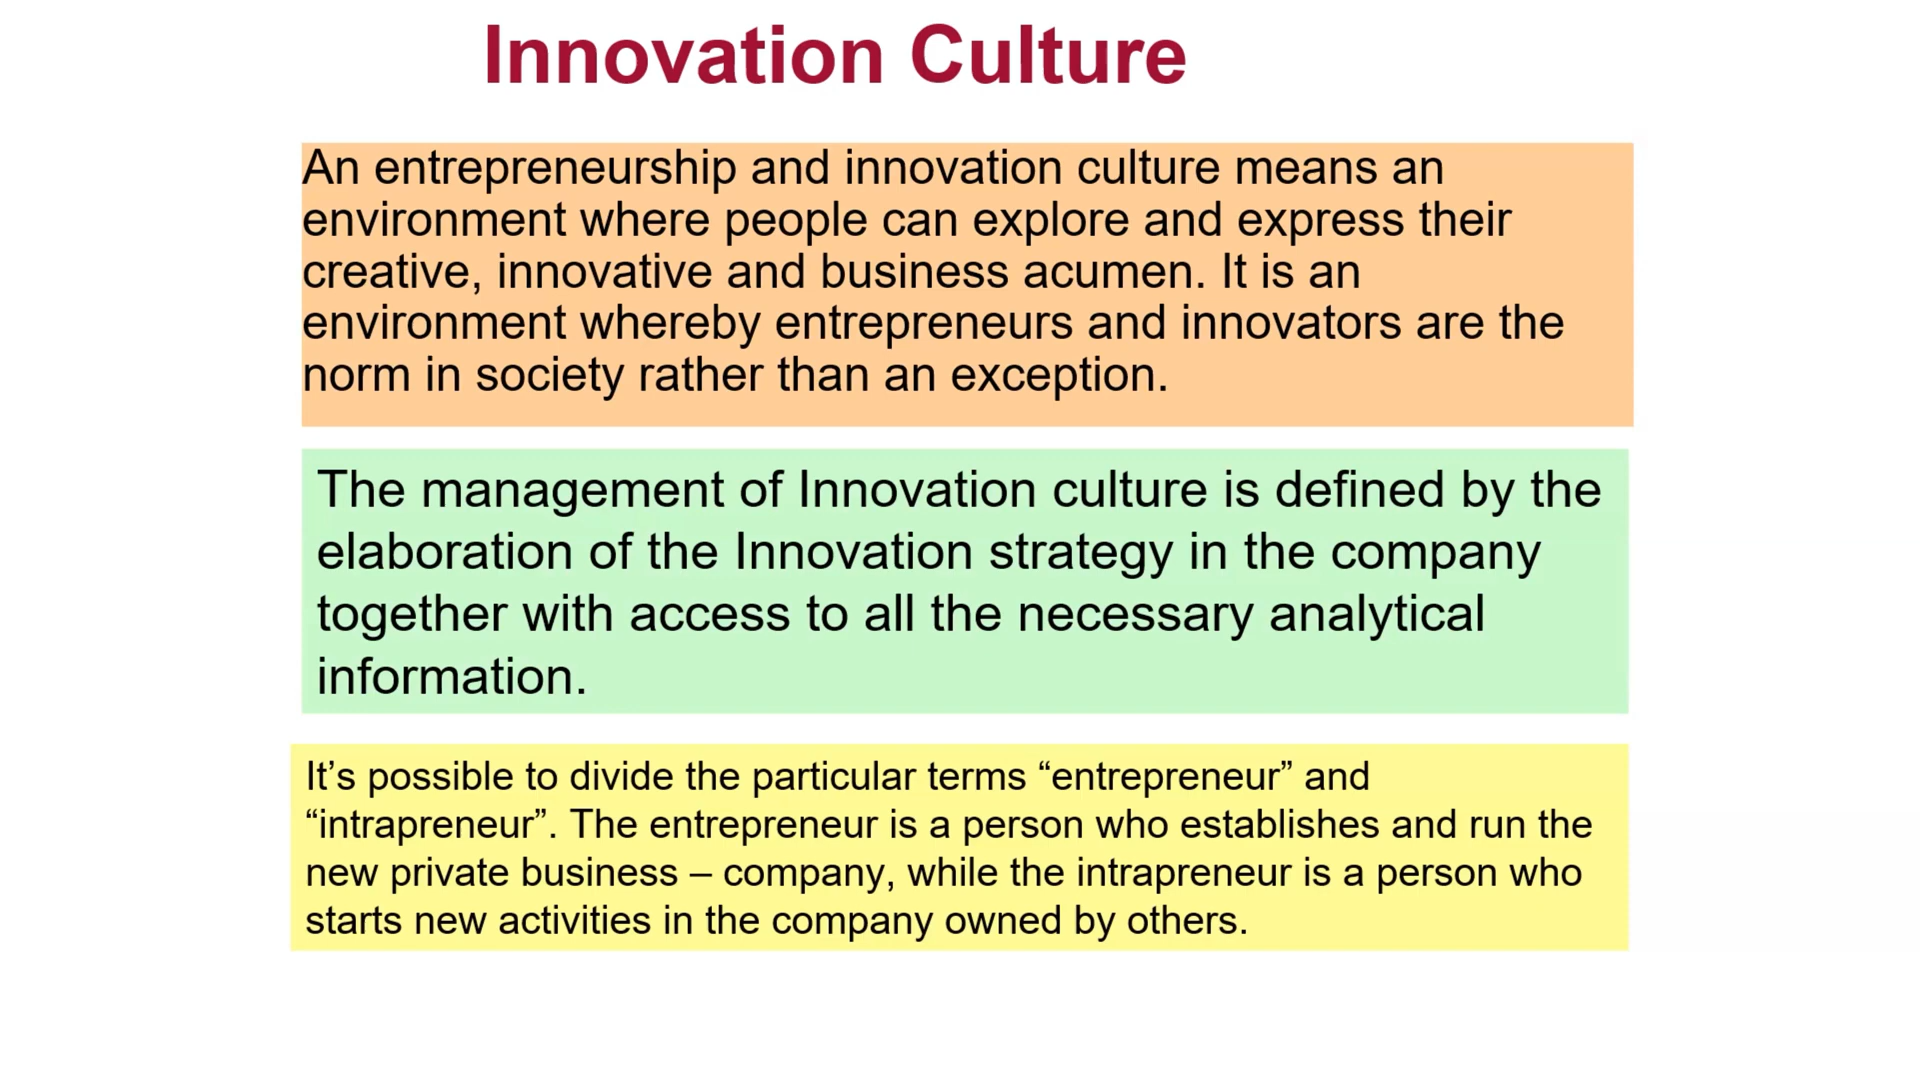 Innovation Culture
An entrepreneurship and innovation culture means an
environment where people can explore and express their
creative, innovative and business acumen. It is an
environment whereby entrepreneurs and innovators are the
norm in society rather than an exception.
The management of Innovation culture is defined by the
elaboration of the Innovation strategy in the company
together with access to all the necessary analytical
information.
It’s possible to divide the particular terms “entrepreneur” and
“intrapreneur”. The entrepreneur is a person who establishes and run the
new private business – company, while the intrapreneur is a person who
starts new activities in the company owned by others.